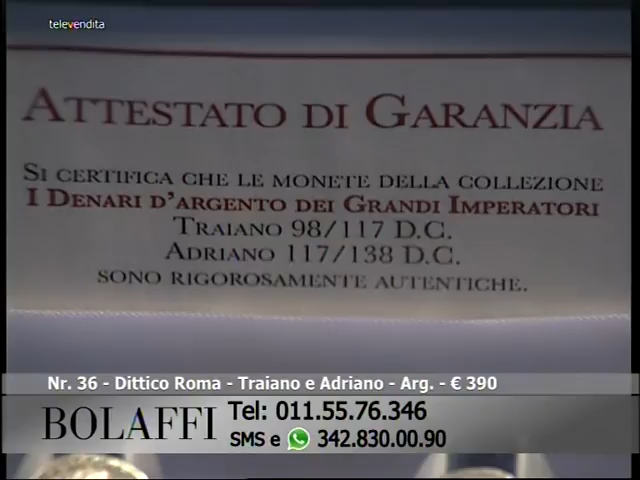 televendita
ATTESTATO DI GARANZIA
SI CERTIFICA CHE LE MONETE DELLA COLLEZIONE
I DENARI D'ARGENTO DEI GRANDI IMPERATORI
TRAIANO 98/117 D.C.
ADRIANO 117/138 D.C.
SONO RIGOROSAMENTE AUTENTICHE.
Nr. 36 - Dittico Roma - Traiano e Adriano - Arg. - € 390
BOLAFFI
Tel: 011.55.76.346
SMS e 342.830.00.90